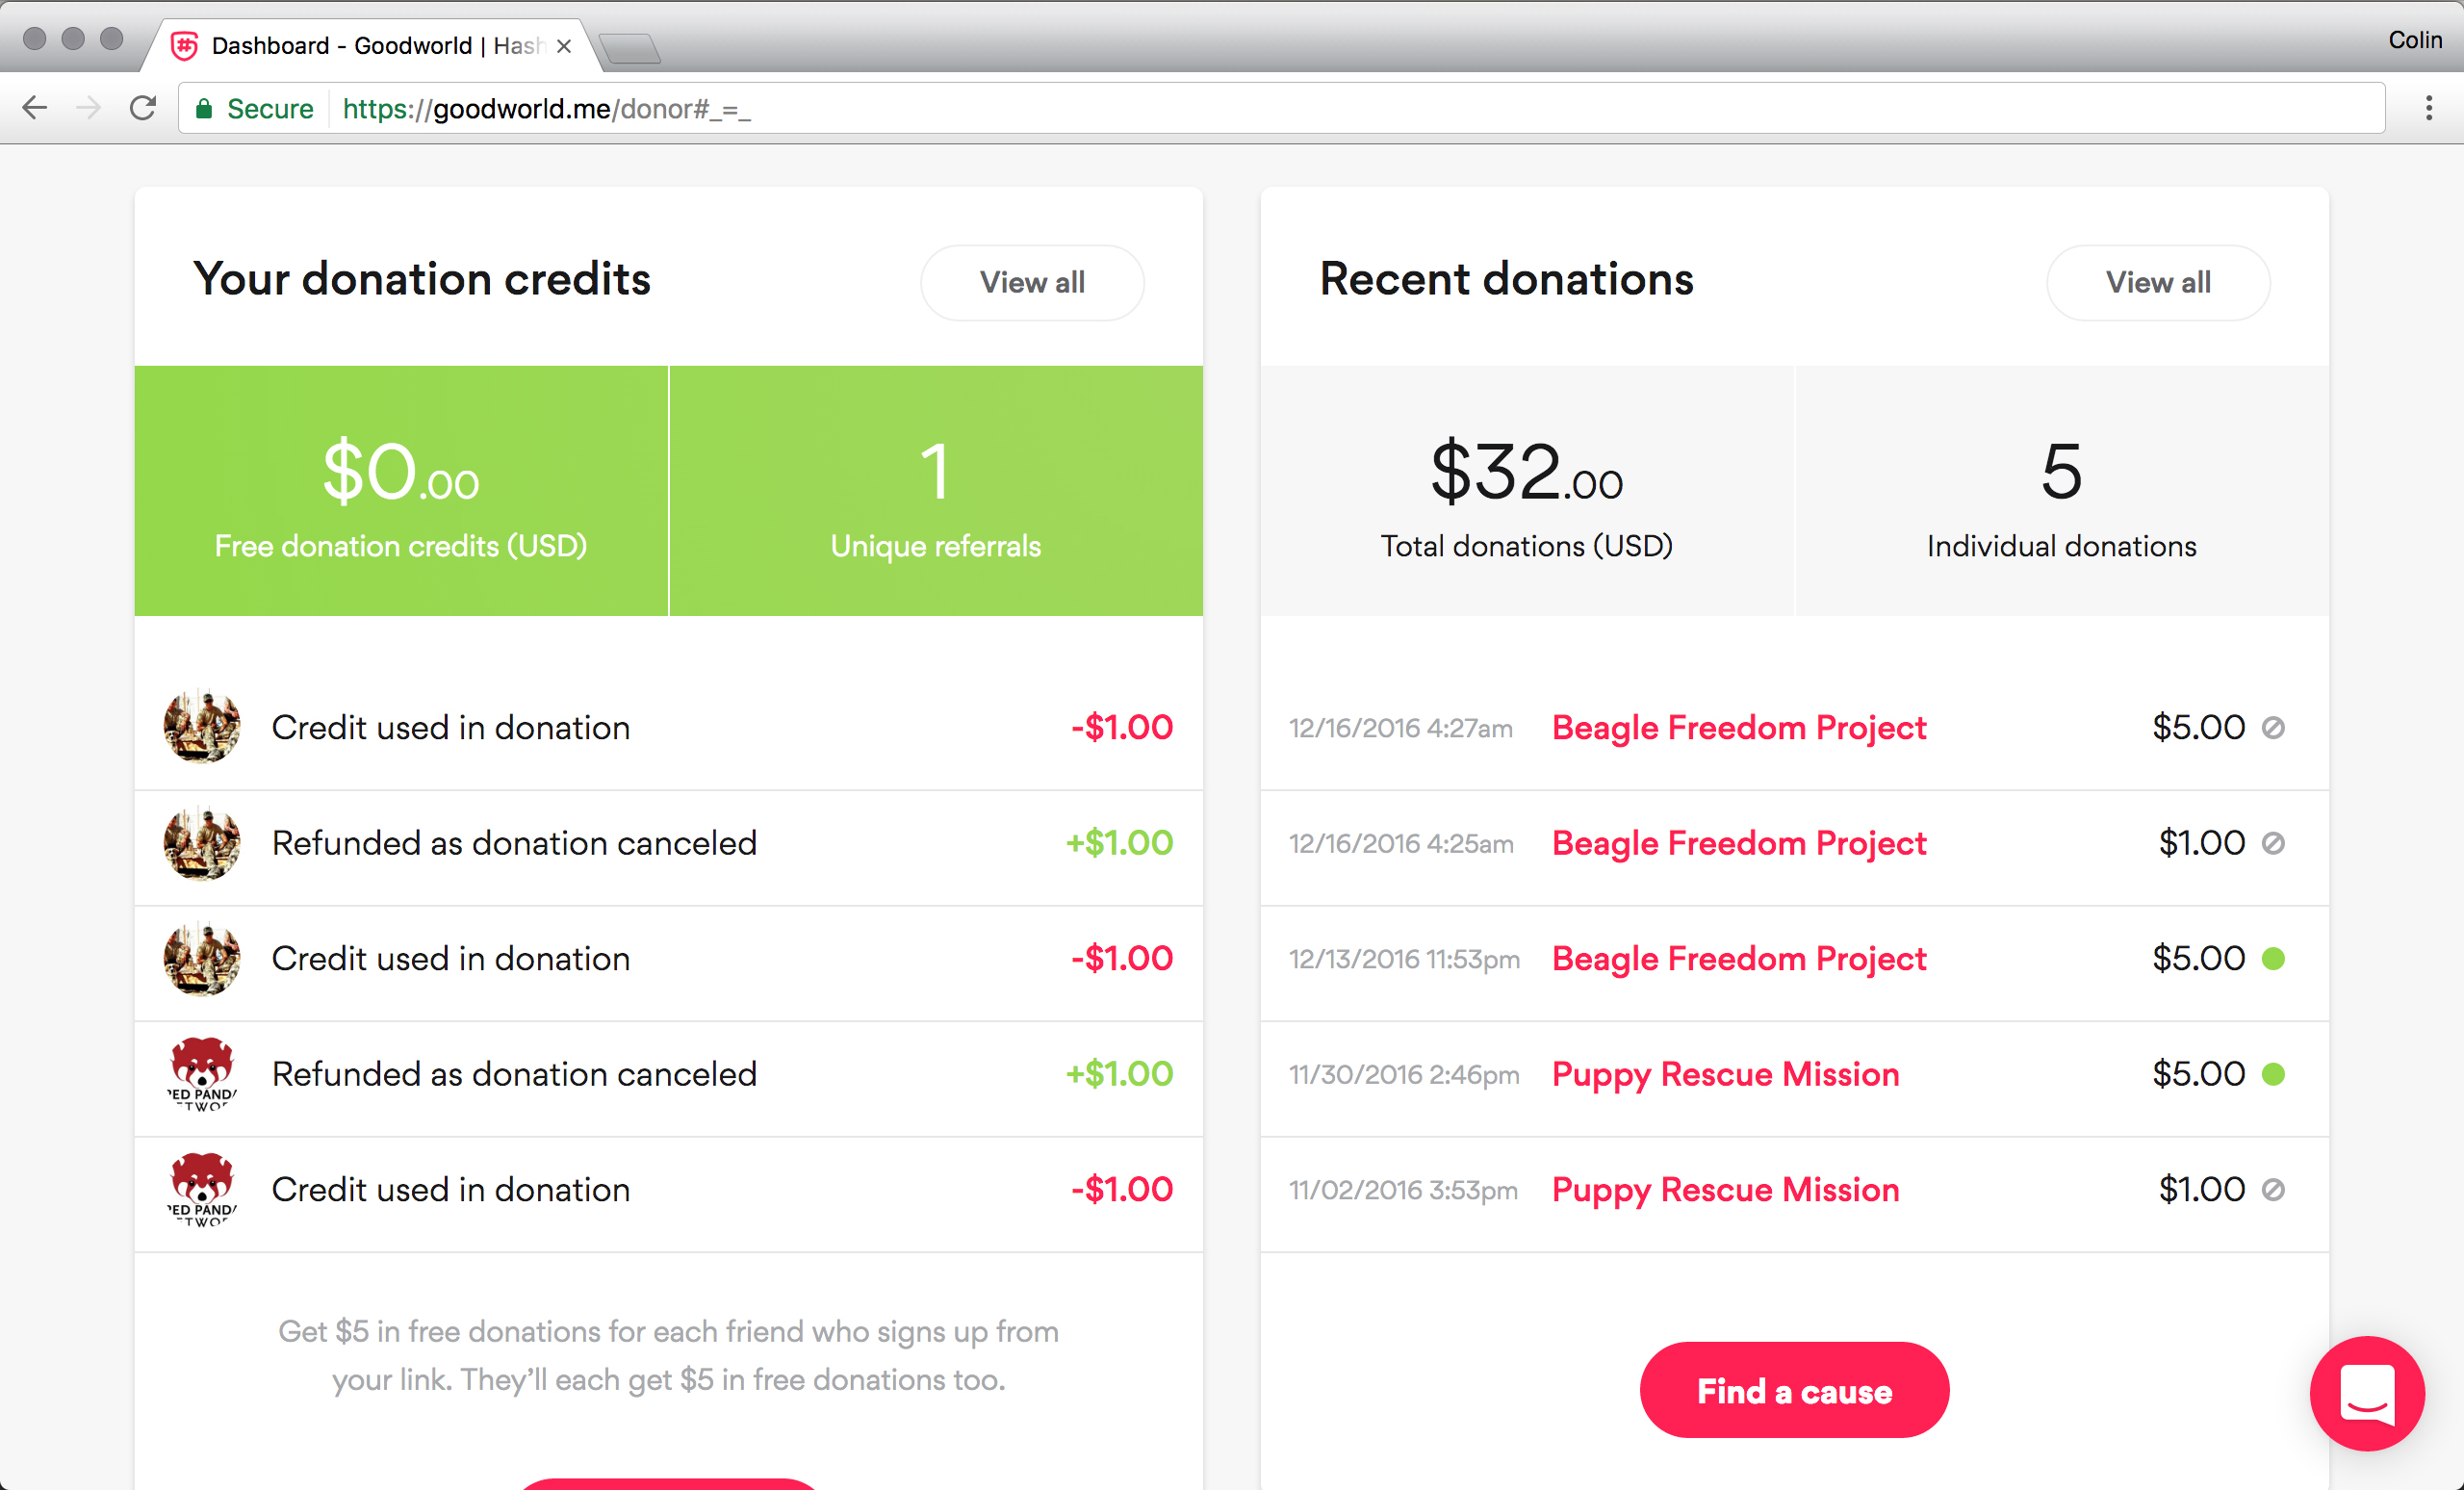 Dashboard - Goodworld | Hash
Colin
Secure
https://goodworld.me/donor#_=_
Your donation credits
View all
$0.00
Free donation credits (USD)
1
Unique referrals
Credit used in donation
-$1.00
Refunded as donation canceled
+$1.00
Credit used in donation
-$1.00
RED PANDA
Refunded as donation canceled
+$1.00
RED PANDA
Credit used in donation
-$1.00
Get $5 in free donations for each friend who signs up from
your link. They’ll each get $5 in free donations too.
Recent donations
View all
$32.00
Total donations (USD)
5
Individual donations
12/16/2016 4:27am Beagle Freedom Project $5.00
12/16/2016 4:25am Beagle Freedom Project $1.00
12/13/2016 11:53pm Beagle Freedom Project $5.00
11/30/2016 2:46pm Puppy Rescue Mission $5.00
11/02/2016 3:53pm Puppy Rescue Mission $1.00
Find a cause